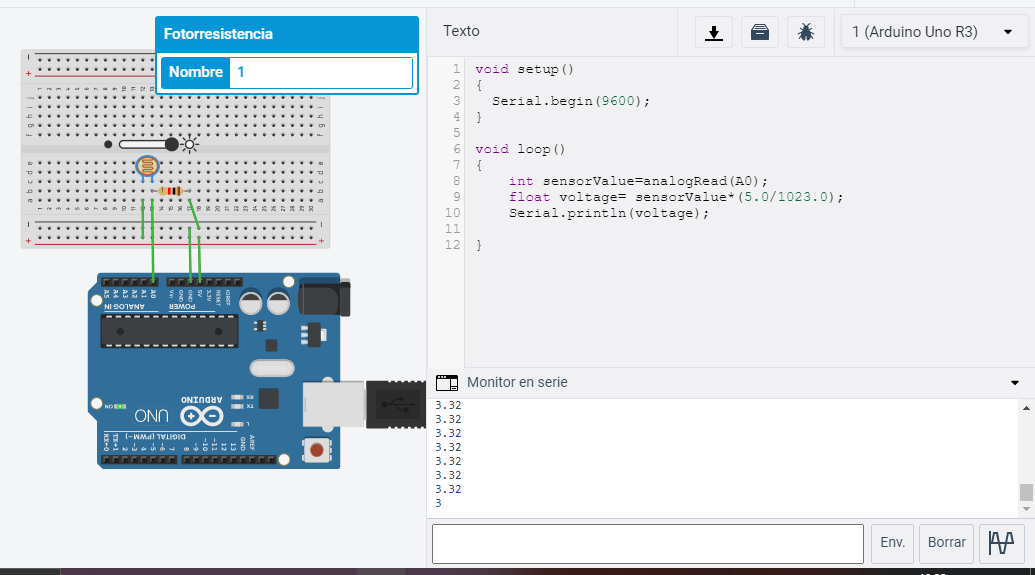 Fotorresistencia
Nombre 1
Texto
1 (Arduino Uno R3)
1 void setup()
2 {
3 Serial.begin(9600);
4 }
5
6 void loop()
7 {
8 int sensorValue=analogRead(A0);
9 float voltage= sensorValue*(5.0/1023.0);
10 Serial.println(voltage);
11
12 }
A5 A4 A3 A2 A1 A0 Vin GND GND 5V 3.3V RESET IOREF
ANALOG IN POWER
ON UNO ARDUINO RX TX L
DIGITAL (PWM~)
RX←0 TX→1 2 ~3 4 ~5 ~6 7 8 ~9 ~10 ~11 12 13 GND AREF
Monitor en serie
3.32
3.32
3.32
3.32
3.32
3.32
3.32
3
Env.
Borrar